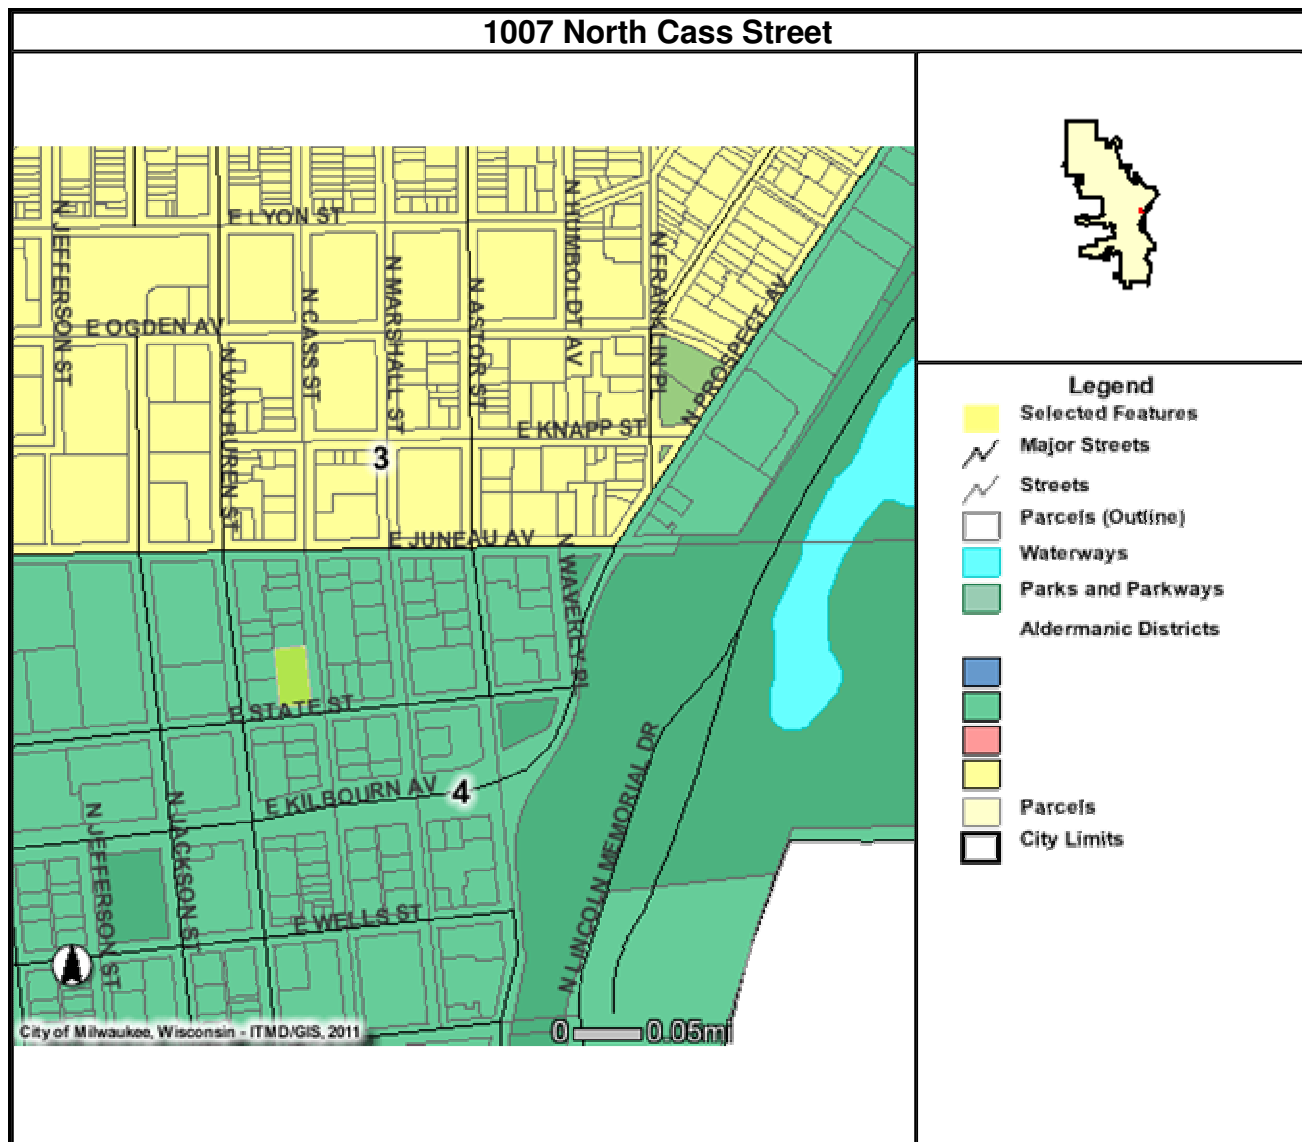 1007 North Cass Street
E LYON ST
N JEFFERSON ST
N HUMBOLDT AV
N FRANKLIN PL
N MARSHALL ST
N ASTOR ST
N CASS ST
N PROSPECT AV
E OGDEN AV
N VAN BUREN ST
E KNAPP ST
3
E JUNEAU AV
N WAVERLY PL
E STATE ST
N LINCOLN MEMORIAL DR
E KILBOURN AV
4
N JEFFERSON ST
N JACKSON ST
E WELLS ST
City of Milwaukee, Wisconsin - ITMD/GIS, 2011
0 0.05mi
Legend
Selected Features
Major Streets
Streets
Parcels (Outline)
Waterways
Parks and Parkways
Aldermanic Districts
Parcels
City Limits